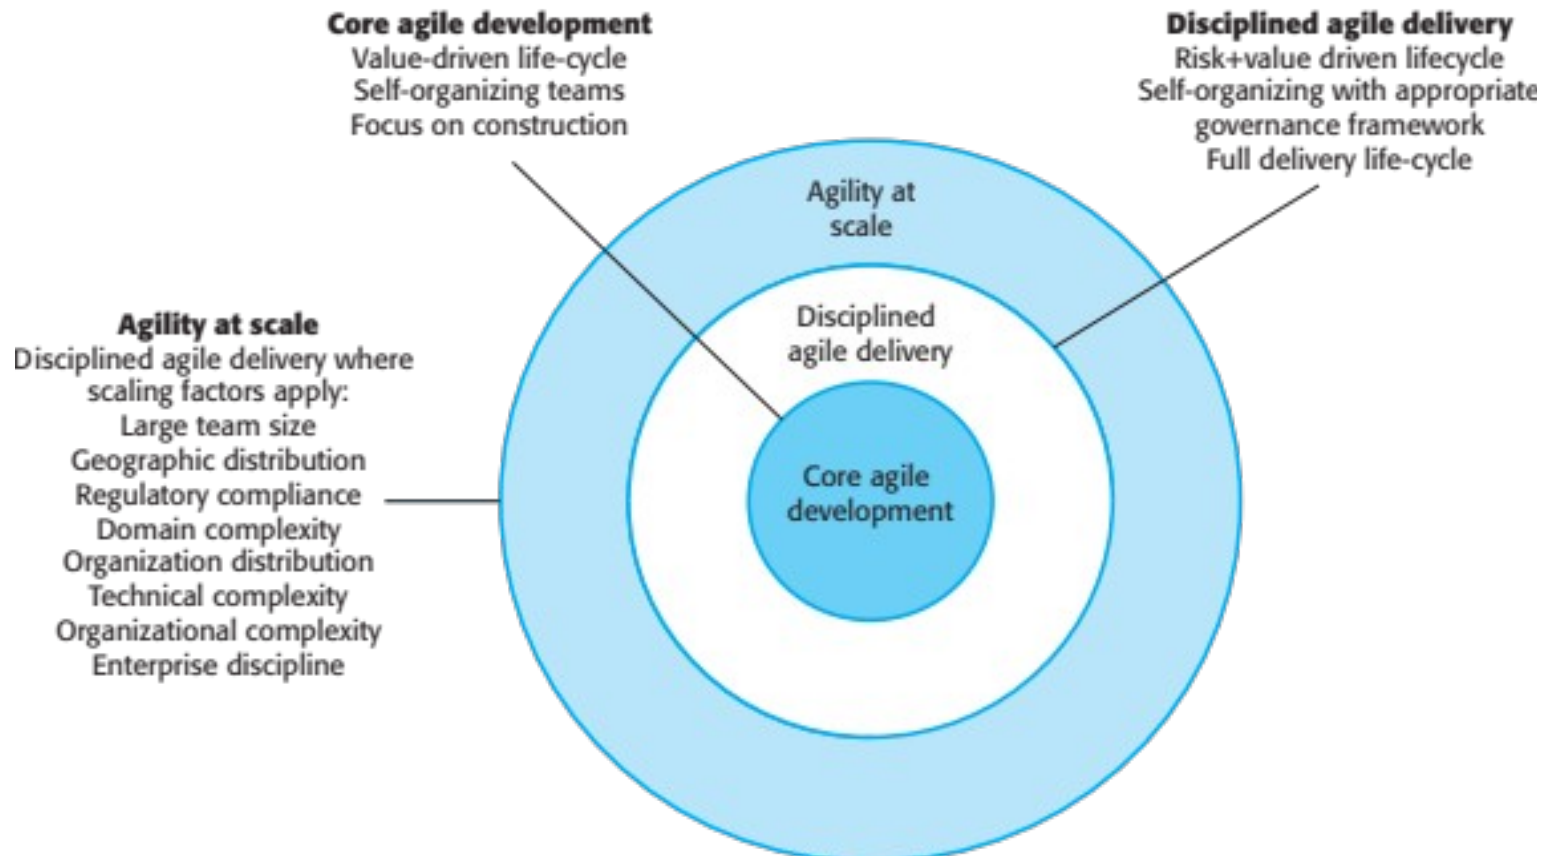 Core agile development
Value-driven life-cycle
Self-organizing teams
Focus on construction
Disciplined agile delivery
Risk+value driven lifecycle
Self-organizing with appropriate
governance framework
Full delivery life-cycle
Agility at
scale
Disciplined
agile delivery
Core agile
development
Agility at scale
Disciplined agile delivery where
scaling factors apply:
Large team size
Geographic distribution
Regulatory compliance
Domain complexity
Organization distribution
Technical complexity
Organizational complexity
Enterprise discipline